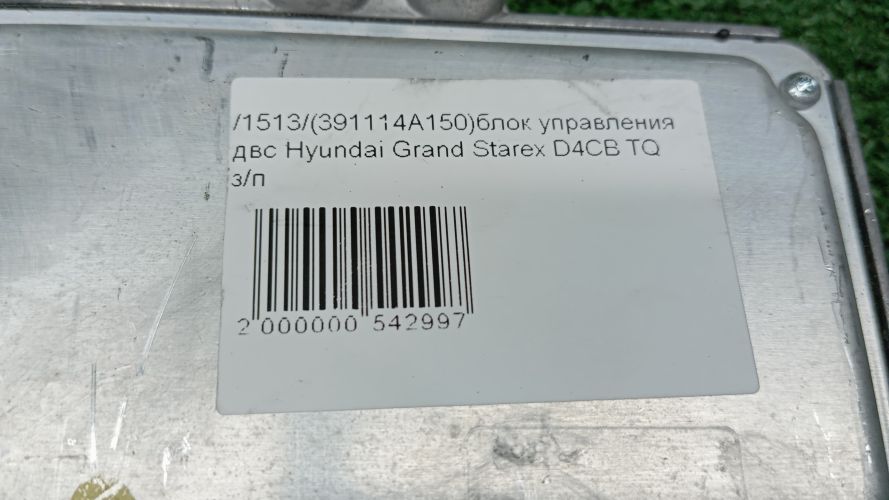 /1513/(391114A150)блок управления
двс Hyundai Grand Starex D4CB TQ
з/п
2 000000 542997